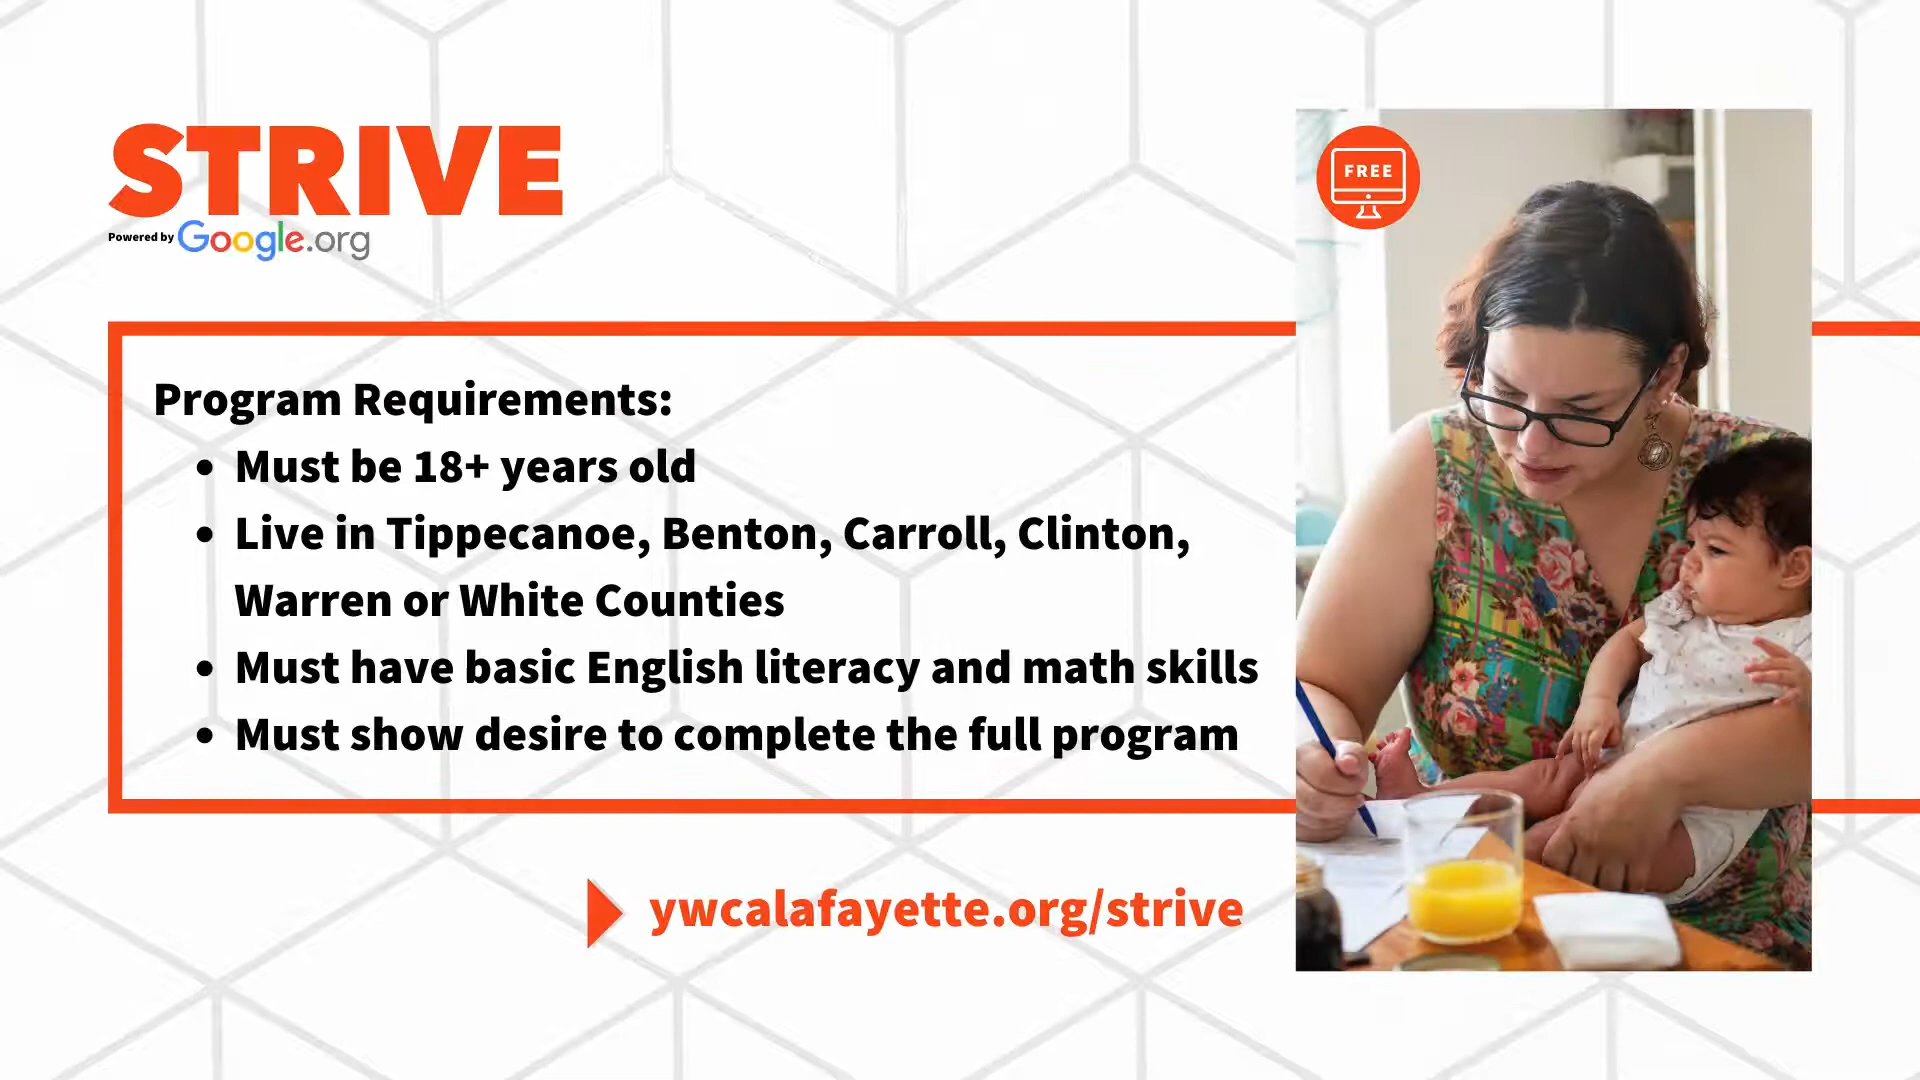 STRIVE
Powered by Google.org
FREE
Program Requirements:
• Must be 18+ years old
• Live in Tippecanoe, Benton, Carroll, Clinton,
Warren or White Counties
• Must have basic English literacy and math skills
• Must show desire to complete the full program
ywcalafayette.org/strive